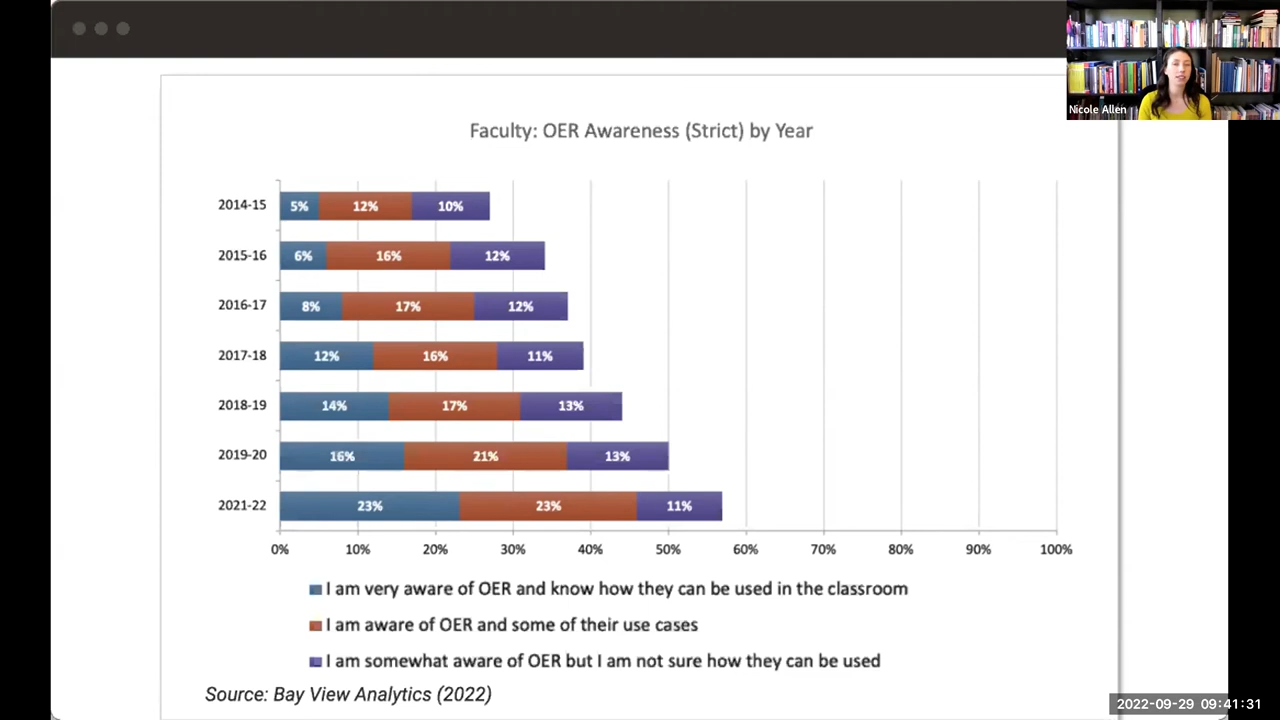 Nicole Allen
Faculty: OER Awareness (Strict) by Year
2014-15 5% 12% 10%
2015-16 6% 16% 12%
2016-17 8% 17% 12%
2017-18 12% 16% 11%
2018-19 14% 17% 13%
2019-20 16% 21% 13%
2021-22 23% 23% 11%
0% 10% 20% 30% 40% 50% 60% 70% 80% 90% 100%
I am very aware of OER and know how they can be used in the classroom
I am aware of OER and some of their use cases
I am somewhat aware of OER but I am not sure how they can be used
Source: Bay View Analytics (2022)
2022-09-29 09:41:31